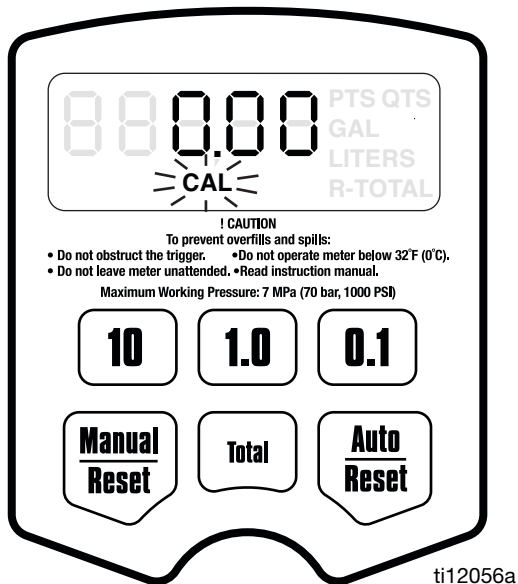 0.00
PTS QTS
GAL
LITERS
R-TOTAL
CAL
! CAUTION
To prevent overfills and spills:
• Do not obstruct the trigger. •Do not operate meter below 32°F (0°C).
• Do not leave meter unattended. •Read instruction manual.
Maximum Working Pressure: 7 MPa (70 bar, 1000 PSI)
10 1.0 0.1
Manual Total Auto
Reset Reset
ti12056a